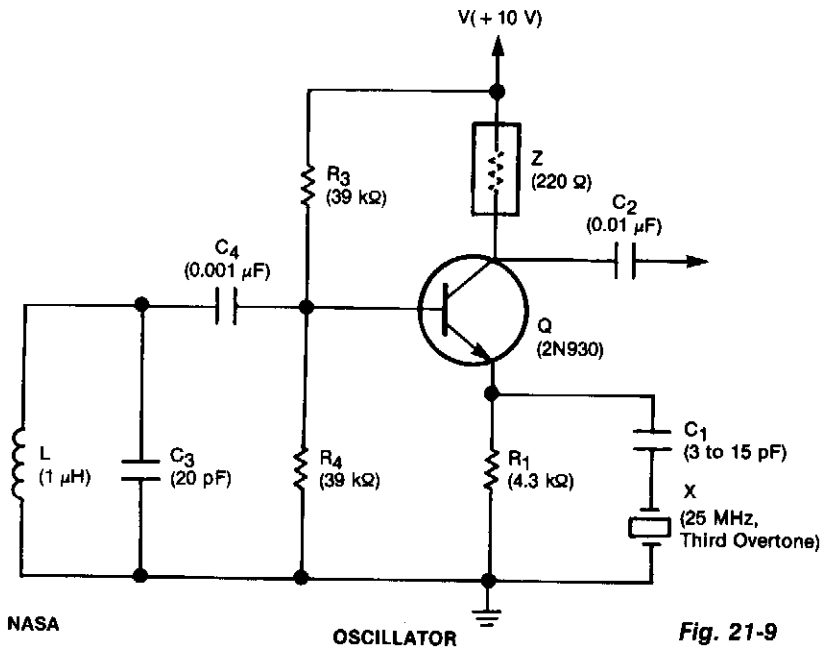 V(+10 V)
R3
(39 kΩ)
Z
(220 Ω)
C2
(0.01 μF)
C4
(0.001 μF)
Q
(2N930)
L
(1 μH)
C3
(20 pF)
R4
(39 kΩ)
R1
(4.3 kΩ)
C1
(3 to 15 pF)
X
(25 MHz,
Third Overtone)
NASA
OSCILLATOR
Fig. 21-9